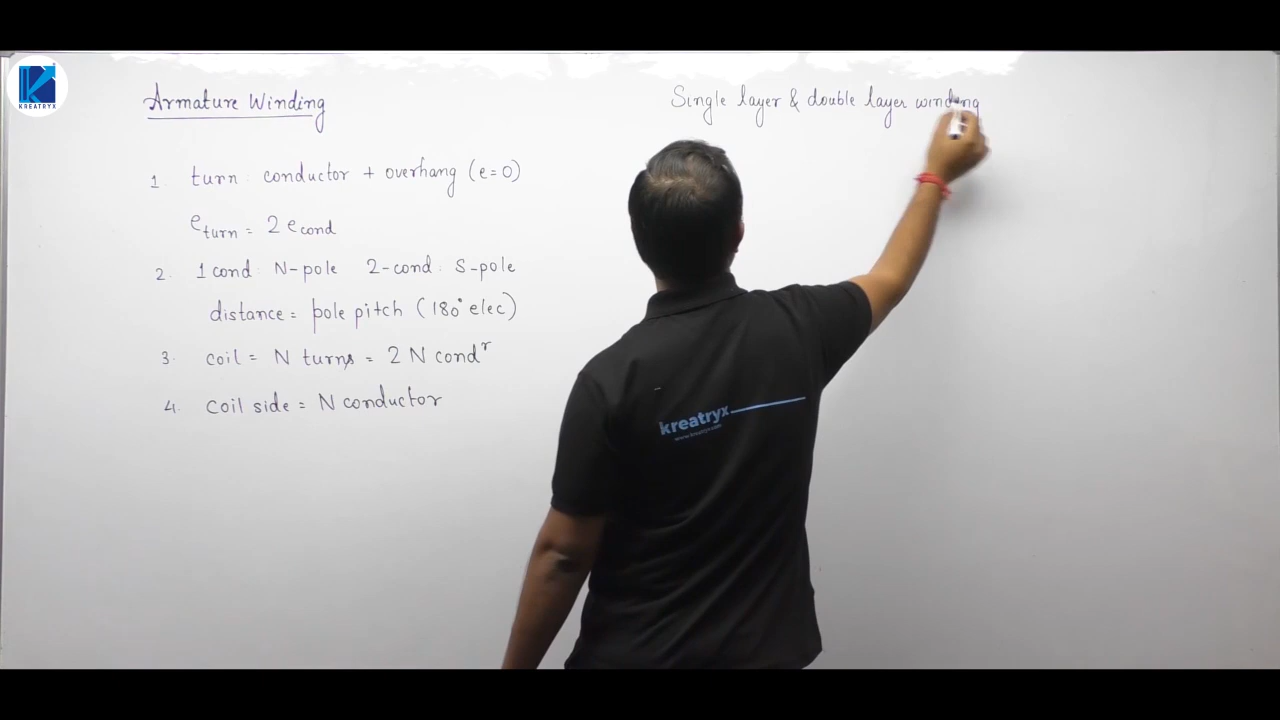 KREATRYX
Armature Winding
1. turn: conductor + overhang (e=0)
e turn = 2 e cond
2. 1 cond: N-pole 2-cond: S-pole
distance = pole pitch (180° elec)
3. coil = N turns = 2 N cond^r
4. coil side = N conductor
Single layer & double layer winding
kreatryx
www.kreatryx.com